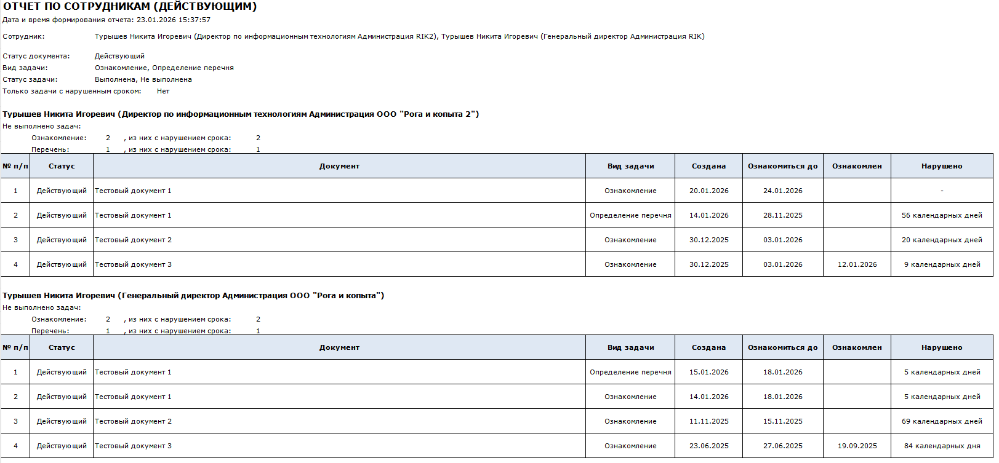 ОТЧЕТ ПО СОТРУДНИКАМ (ДЕЙСТВУЮЩИМ)
Дата и время формирования отчета: 23.01.2026 15:37:57
Сотрудник: Турышев Никита Игоревич (Директор по информационным технологиям Администрация RIK2), Турышев Никита Игоревич (Генеральный директор Администрация RIK)
Статус документа: Действующий
Вид задачи: Ознакомление, Определение перечня
Статус задачи: Выполнена, Не выполнена
Только задачи с нарушенным сроком: Нет
Турышев Никита Игоревич (Директор по информационным технологиям Администрация ООО "Рога и копыта 2")
Не выполнено задач:
Ознакомление: 2 , из них с нарушением срока: 2
Перечень: 1 , из них с нарушением срока: 1
№ п/п Статус Документ Вид задачи Создана Ознакомиться до Ознакомлен Нарушено
1 Действующий Тестовый документ 1 Ознакомление 20.01.2026 24.01.2026 -
2 Действующий Тестовый документ 1 Определение перечня 14.01.2026 28.11.2025 56 календарных дней
3 Действующий Тестовый документ 2 Ознакомление 30.12.2025 03.01.2026 20 календарных дней
4 Действующий Тестовый документ 3 Ознакомление 30.12.2025 03.01.2026 12.01.2026 9 календарных дней
Турышев Никита Игоревич (Генеральный директор Администрация ООО "Рога и копыта")
Не выполнено задач:
Ознакомление: 2 , из них с нарушением срока: 2
Перечень: 1 , из них с нарушением срока: 1
№ п/п Статус Документ Вид задачи Создана Ознакомиться до Ознакомлен Нарушено
1 Действующий Тестовый документ 1 Определение перечня 15.01.2026 18.01.2026 5 календарных дней
2 Действующий Тестовый документ 1 Ознакомление 14.01.2026 18.01.2026 5 календарных дней
3 Действующий Тестовый документ 2 Ознакомление 11.11.2025 15.11.2025 69 календарных дней
4 Действующий Тестовый документ 3 Ознакомление 23.06.2025 27.06.2025 19.09.2025 84 календарных дня